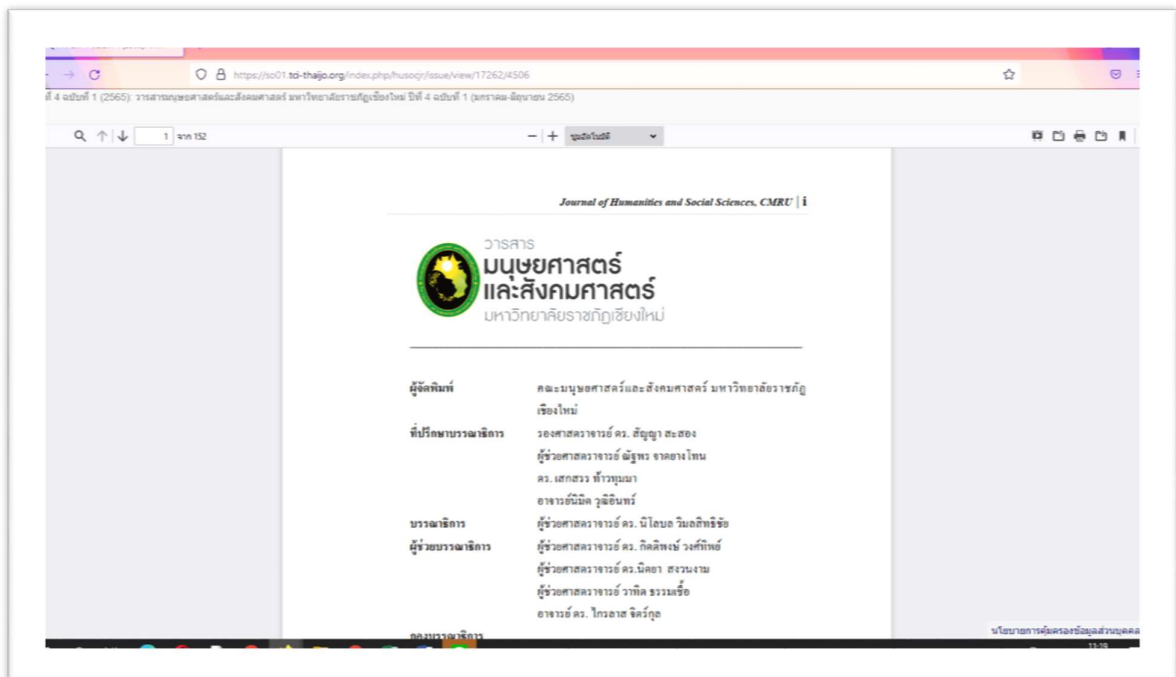 https://so01.tci-thaijo.org/index.php/husocjr/issue/view/17262/4506
ปีที่ 4 ฉบับที่ 1 (2565): วารสารมนุษยศาสตร์และสังคมศาสตร์ มหาวิทยาลัยราชภัฏเชียงใหม่ ปีที่ 4 ฉบับที่ 1 (มกราคม-มิถุนายน 2565)
1 จาก 152
ซูมอัตโนมัติ
Journal of Humanities and Social Sciences, CMRU | i
วารสาร
มนุษยศาสตร์
และสังคมศาสตร์
มหาวิทยาลัยราชภัฏเชียงใหม่
ผู้จัดพิมพ์ คณะมนุษยศาสตร์และสังคมศาสตร์ มหาวิทยาลัยราชภัฏ
เชียงใหม่
ที่ปรึกษาบรรณาธิการ รองศาสตราจารย์ ดร. สัญญา สะสอง
ผู้ช่วยศาสตราจารย์ ณัฐพร จาดยางโทน
ดร. เสกสรร ท้าวทุมมา
อาจารย์นิมิต วุฒิอินทร์
บรรณาธิการ ผู้ช่วยศาสตราจารย์ ดร. นิโลบล วิมลสิทธิชัย
ผู้ช่วยบรรณาธิการ ผู้ช่วยศาสตราจารย์ ดร. กิตติพงษ์ วงศ์ทิพย์
ผู้ช่วยศาสตราจารย์ ดร.นิตยา สงวนงาม
ผู้ช่วยศาสตราจารย์ วาทิต ธรรมเชื้อ
อาจารย์ ดร. ไกรลาส จิตร์กุล
กองบรรณาธิการ
นโยบายการคุ้มครองข้อมูลส่วนบุคคล
13:19